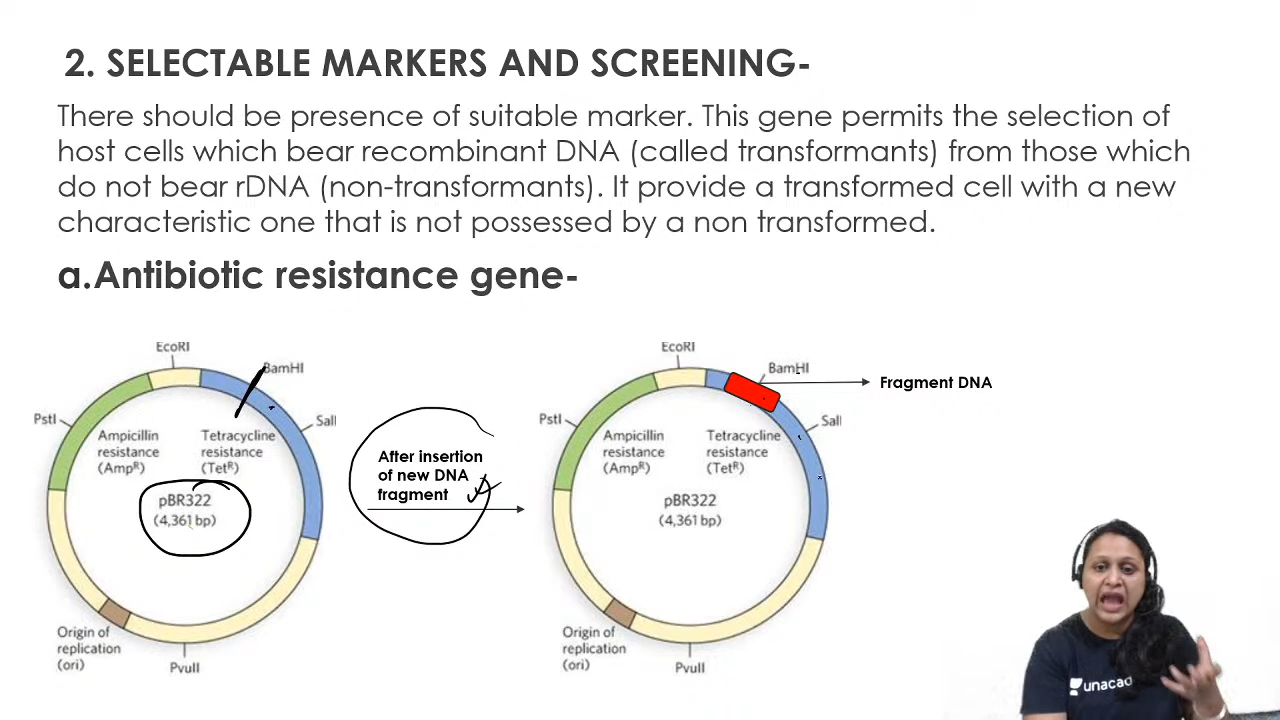 2. SELECTABLE MARKERS AND SCREENING-
There should be presence of suitable marker. This gene permits the selection of
host cells which bear recombinant DNA (called transformants) from those which
do not bear rDNA (non-transformants). It provide a transformed cell with a new
characteristic one that is not possessed by a non transformed.
a.Antibiotic resistance gene-
EcoRI
BamHI
PstI
SalI
Ampicillin
resistance
(Ampᴿ)
Tetracycline
resistance
(Tetᴿ)
pBR322
(4,361 bp)
Origin of
replication
(ori)
PvuII
After insertion
of new DNA
fragment
EcoRI
BamHI
Fragment DNA
PstI
SalI
Ampicillin
resistance
(Ampᴿ)
Tetracycline
resistance
(Tetᴿ)
pBR322
(4,361 bp)
Origin of
replication
(ori)
PvuII
unacad